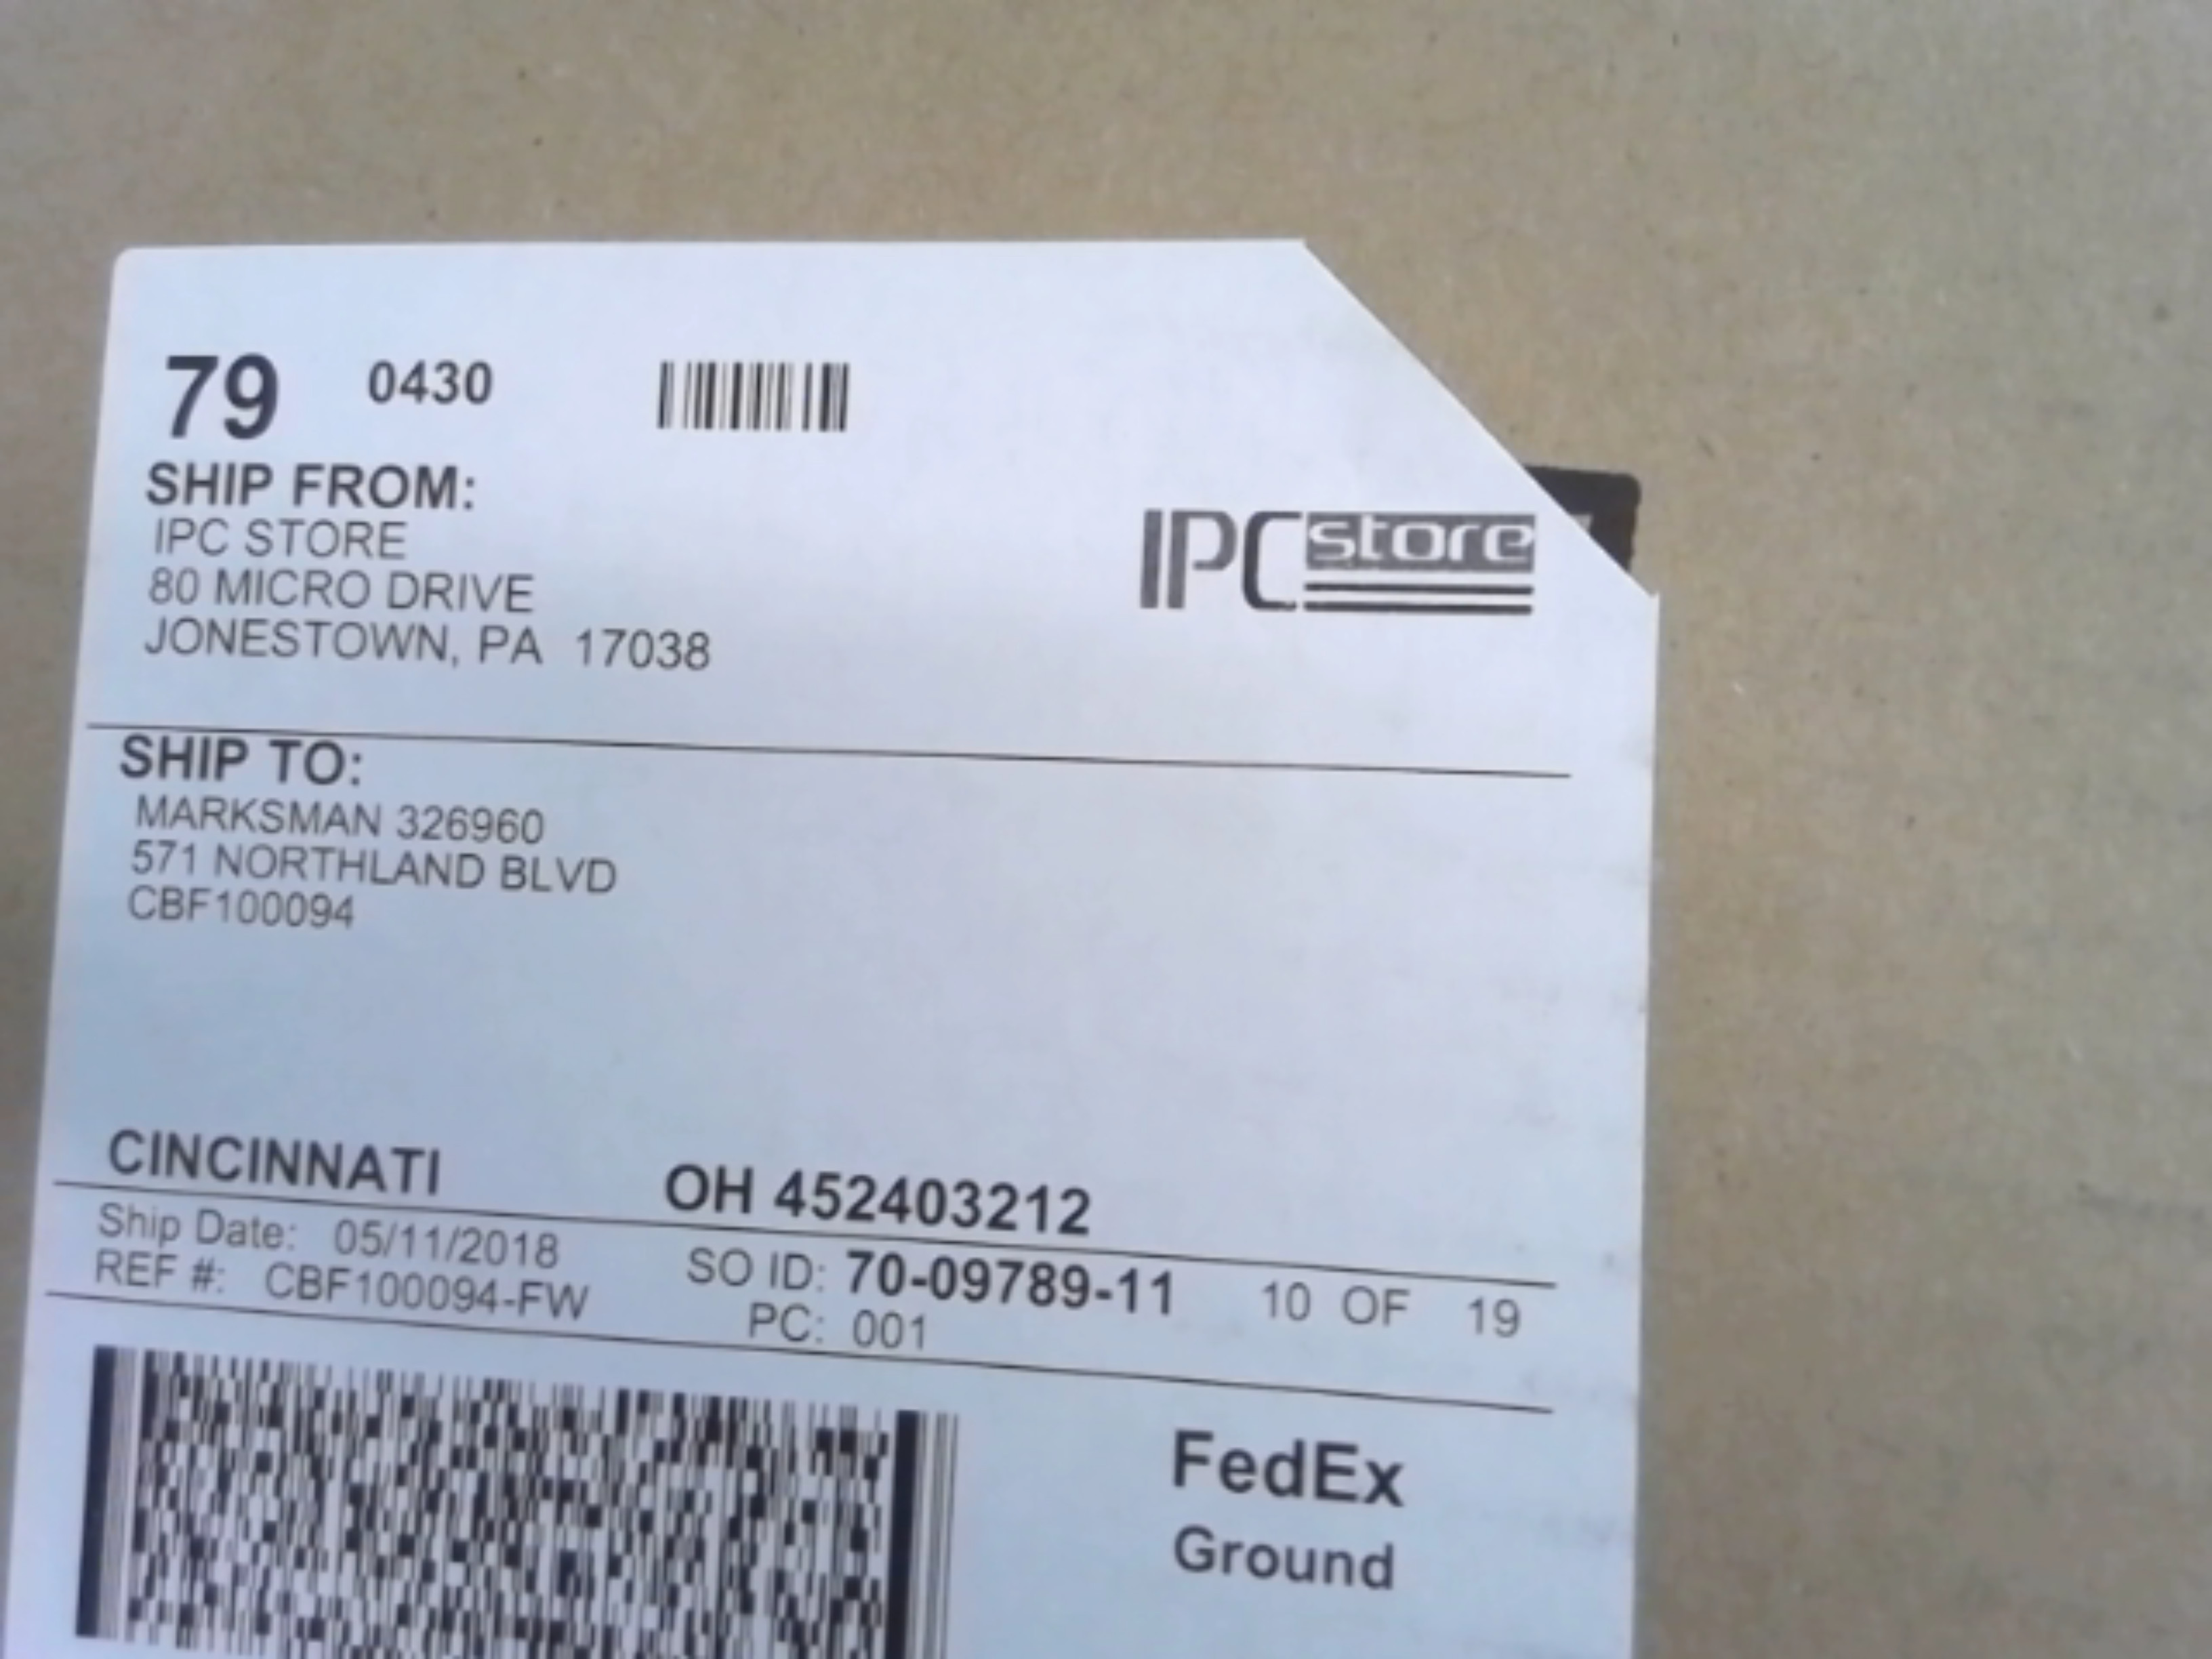 79 0430
SHIP FROM:
IPC STORE
80 MICRO DRIVE
JONESTOWN, PA 17038
IPC store
SHIP TO:
MARKSMAN 326960
571 NORTHLAND BLVD
CBF100094
CINCINNATI OH 452403212
Ship Date: 05/11/2018
REF #: CBF100094-FW
SO ID: 70-09789-11 10 OF 19
PC: 001
FedEx
Ground